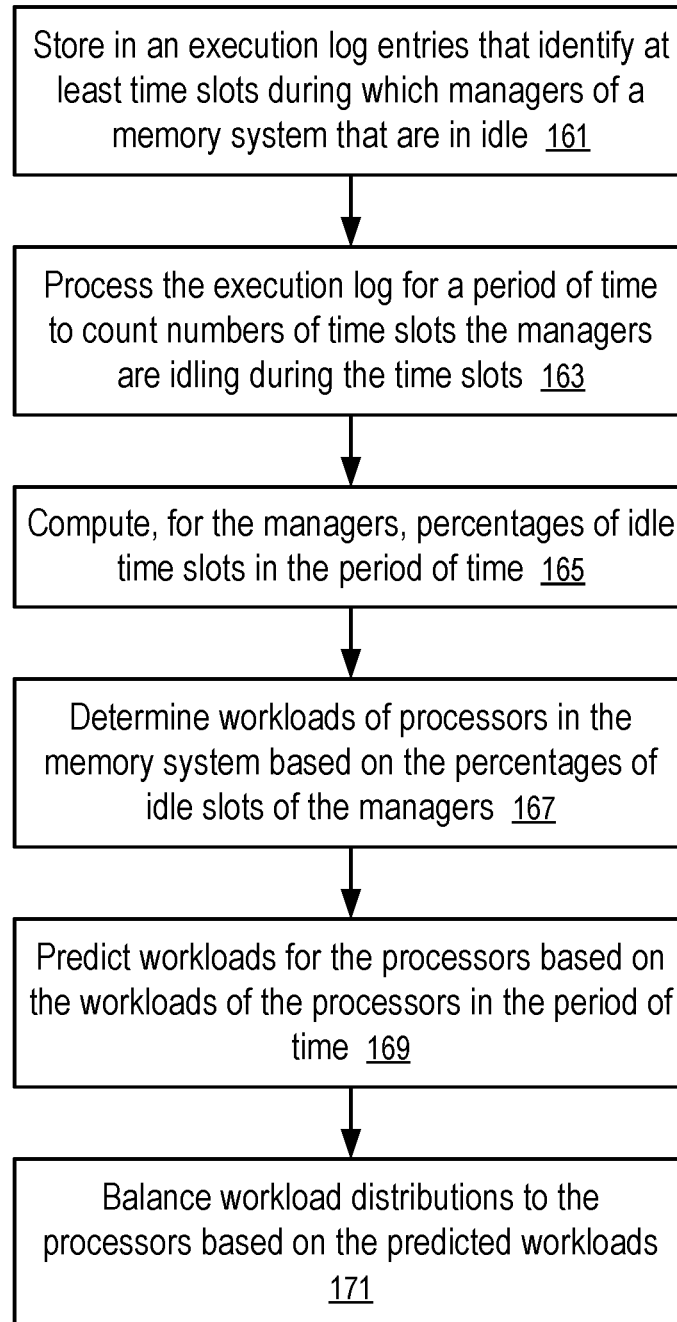 Store in an execution log entries that identify at
least time slots during which managers of a
memory system that are in idle 161
Process the execution log for a period of time
to count numbers of time slots the managers
are idling during the time slots 163
Compute, for the managers, percentages of idle
time slots in the period of time 165
Determine workloads of processors in the
memory system based on the percentages of
idle slots of the managers 167
Predict workloads for the processors based on
the workloads of the processors in the period of
time 169
Balance workload distributions to the
processors based on the predicted workloads
171